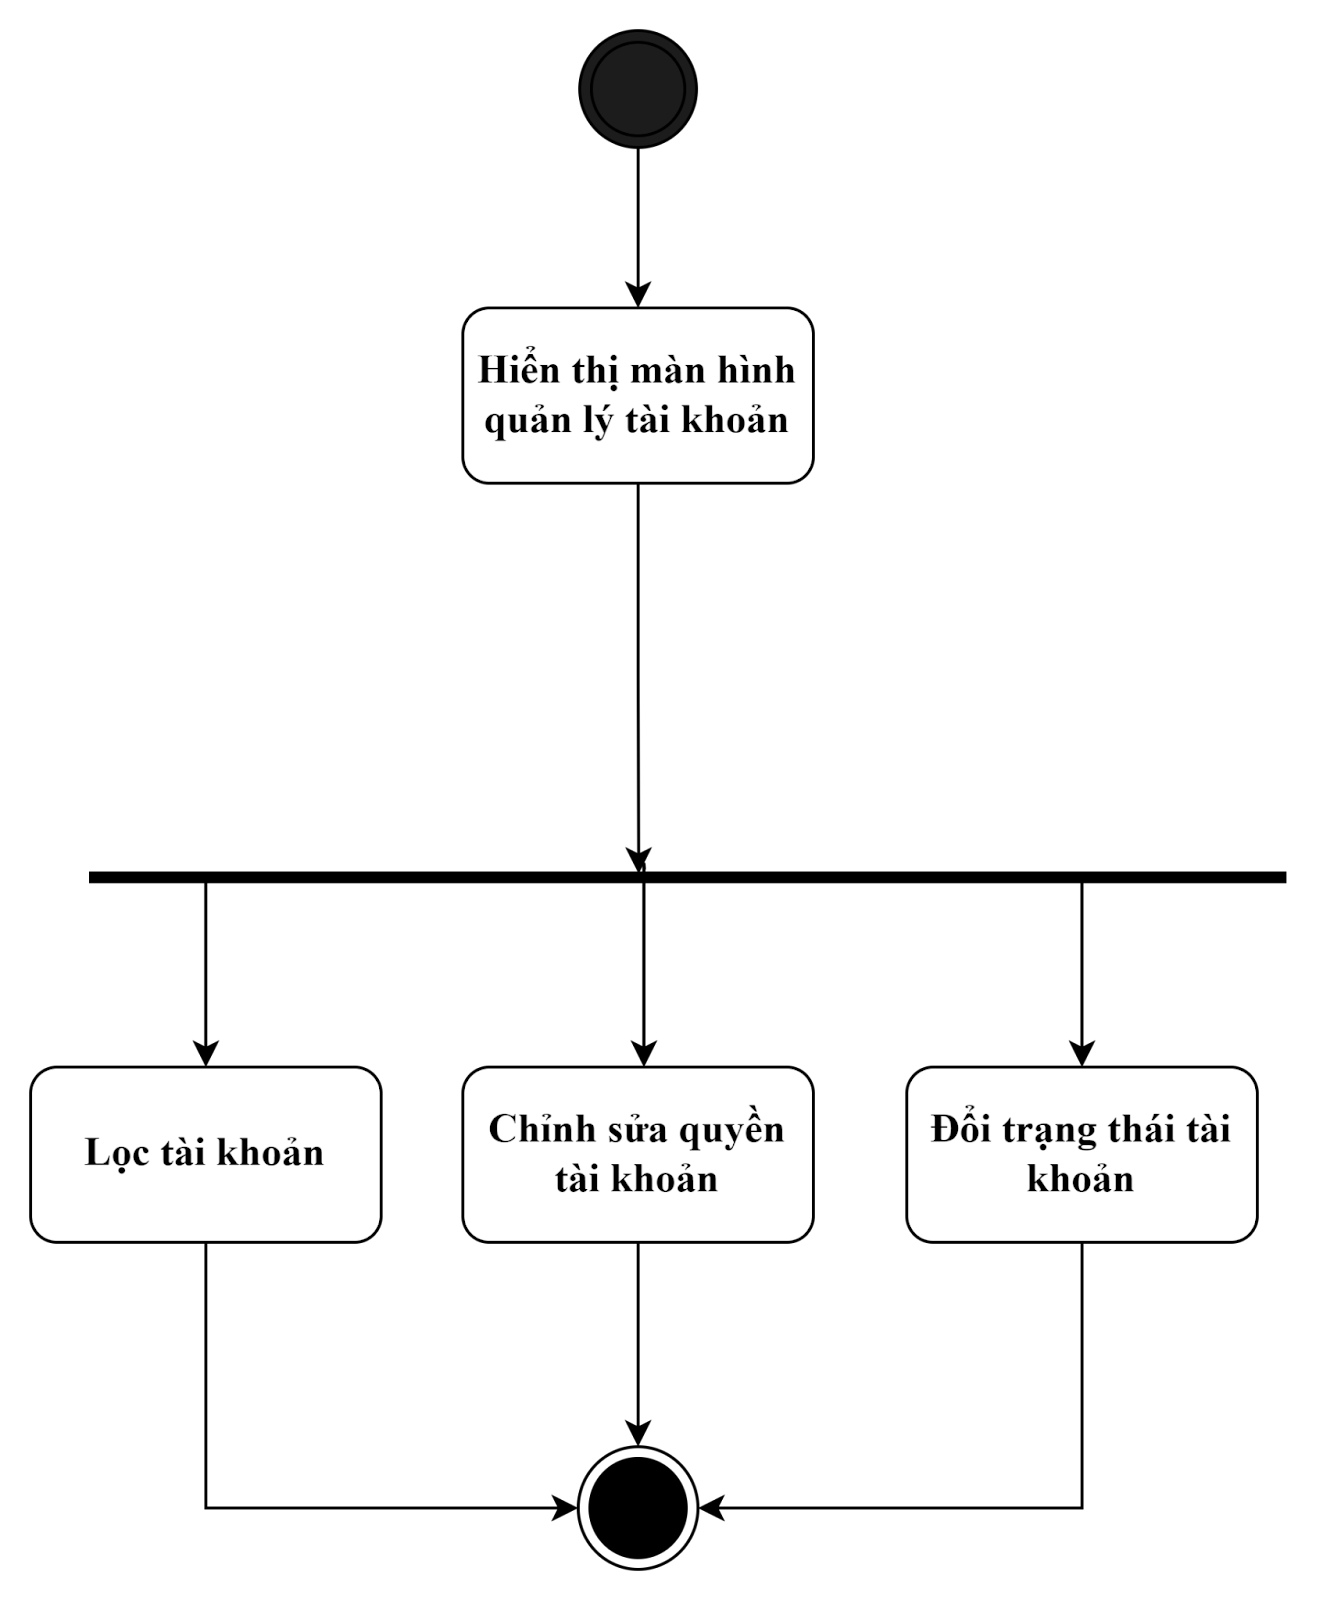 Hiển thị màn hình
quản lý tài khoản
Lọc tài khoản
Chỉnh sửa quyền
tài khoản
Đổi trạng thái tài
khoản